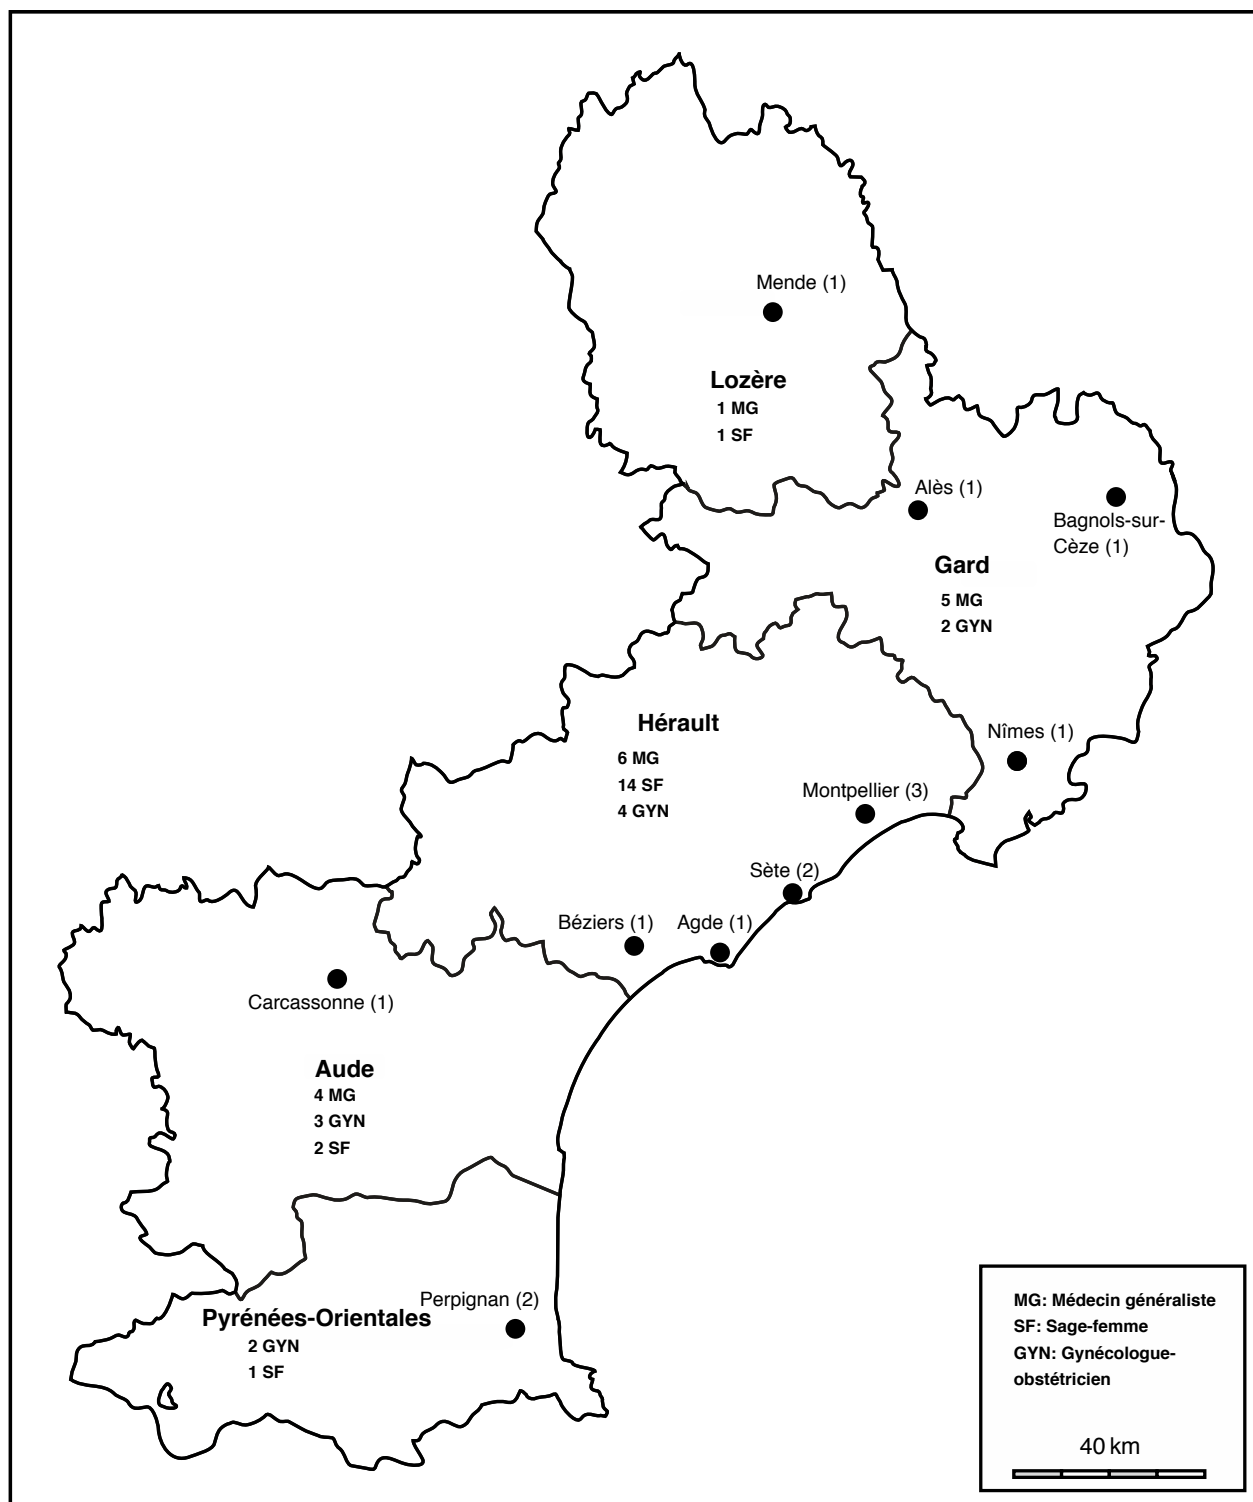 Mende (1)
Lozère
1 MG
1 SF
Alès (1)
Bagnols-sur-
Cèze (1)
Gard
5 MG
2 GYN
Hérault
6 MG
14 SF
4 GYN
Nîmes (1)
Montpellier (3)
Sète (2)
Béziers (1)
Agde (1)
Carcassonne (1)
Aude
4 MG
3 GYN
2 SF
Perpignan (2)
Pyrénées-Orientales
2 GYN
1 SF
MG: Médecin généraliste
SF: Sage-femme
GYN: Gynécologue-
obstétricien
40 km